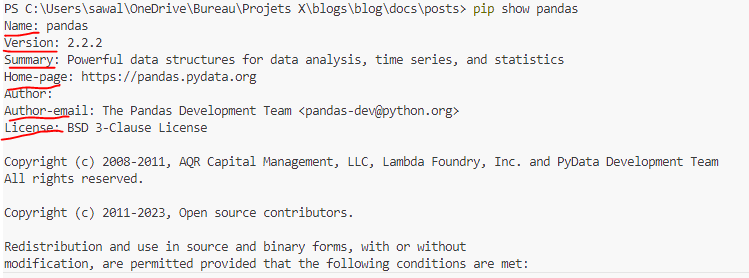 PS C:\Users\sawal\OneDrive\Bureau\Projets X\blogs\blog\docs\posts> pip show pandas
Name: pandas
Version: 2.2.2
Summary: Powerful data structures for data analysis, time series, and statistics
Home-page: https://pandas.pydata.org
Author:
Author-email: The Pandas Development Team <pandas-dev@python.org>
License: BSD 3-Clause License
Copyright (c) 2008-2011, AQR Capital Management, LLC, Lambda Foundry, Inc. and PyData Development Team
All rights reserved.
Copyright (c) 2011-2023, Open source contributors.
Redistribution and use in source and binary forms, with or without
modification, are permitted provided that the following conditions are met: